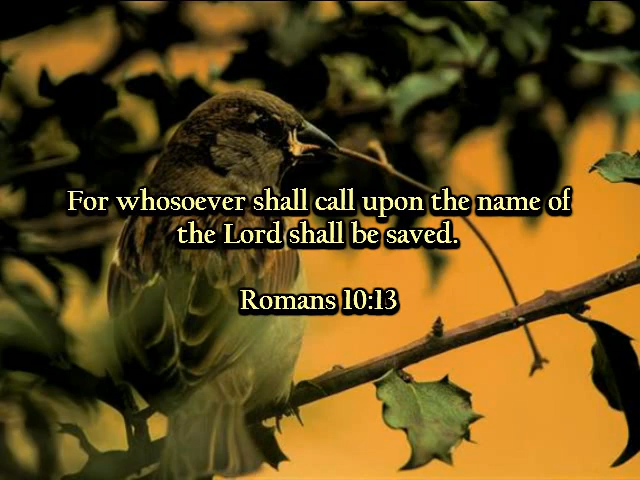 For whosoever shall call upon the name of
the Lord shall be saved.
Romans 10:13